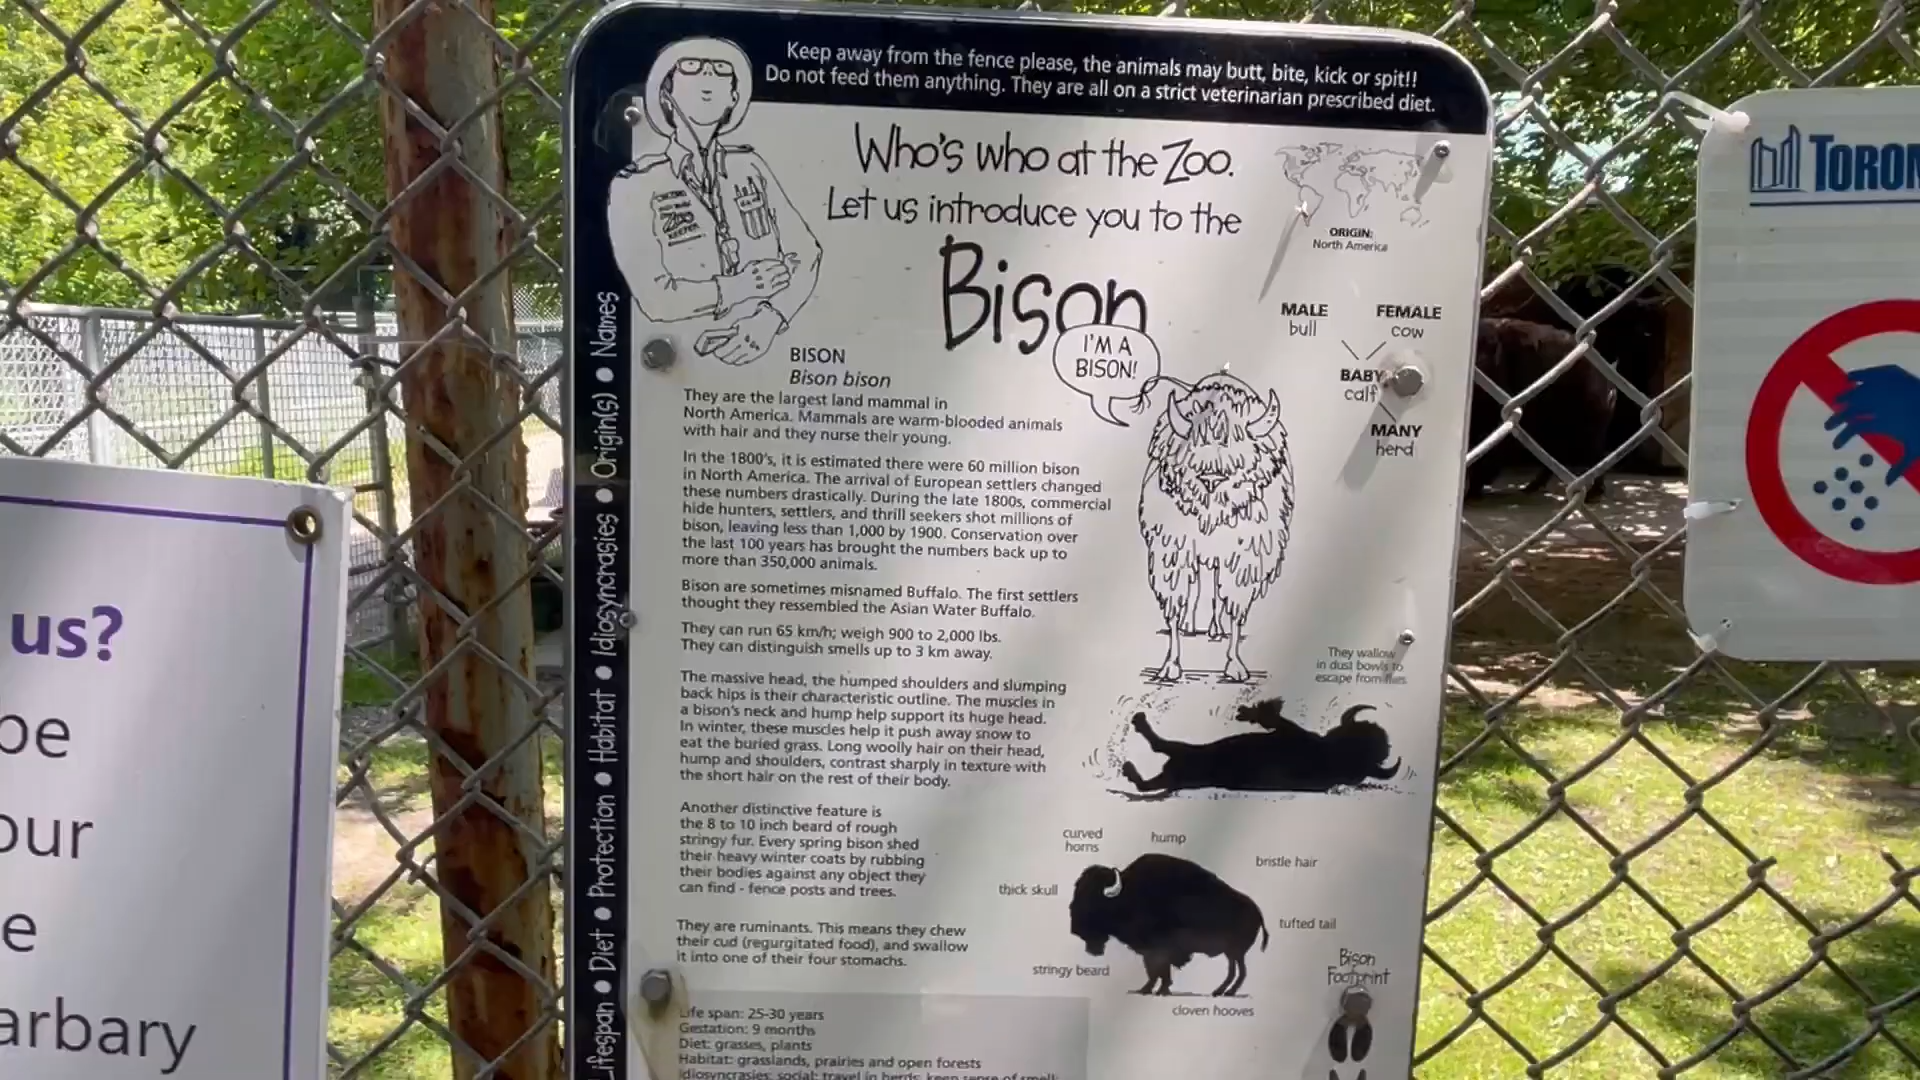 Keep away from the fence please, the animals may butt, bite, kick or spit!!
Do not feed them anything. They are all on a strict veterinarian prescribed diet.
Who's who at the Zoo.
Let us introduce you to the
Bison
ZOO
KEEPER
ORIGIN:
North America
MALE
bull
FEMALE
cow
BABY
calf
MANY
herd
I'M A
BISON!
BISON
Bison bison
They are the largest land mammal in
North America. Mammals are warm-blooded animals
with hair and they nurse their young.
In the 1800's, it is estimated there were 60 million bison
in North America. The arrival of European settlers changed
these numbers drastically. During the late 1800s, commercial
hide hunters, settlers, and thrill seekers shot millions of
bison, leaving less than 1,000 by 1900. Conservation over
the last 100 years has brought the numbers back up to
more than 350,000 animals.
Bison are sometimes misnamed Buffalo. The first settlers
thought they ressembled the Asian Water Buffalo.
They can run 65 km/h; weigh 900 to 2,000 lbs.
They can distinguish smells up to 3 km away.
The massive head, the humped shoulders and slumping
back hips is their characteristic outline. The muscles in
a bison's neck and hump help support its huge head.
In winter, these muscles help it push away snow to
eat the buried grass. Long woolly hair on their head,
hump and shoulders, contrast sharply in texture with
the short hair on the rest of their body.
Another distinctive feature is
the 8 to 10 inch beard of rough
stringy fur. Every spring bison shed
their heavy winter coats by rubbing
their bodies against any object they
can find - fence posts and trees.
They are ruminants. This means they chew
their cud (regurgitated food), and swallow
it into one of their four stomachs.
Life span: 25-30 years
Gestation: 9 months
Diet: grasses, plants
Habitat: grasslands, prairies and open forests
Idiosyncrasies: social: travel in herds: keen sense of smell:
They wallow
in dust bowls to
escape from flies.
curved
horns
hump
bristle hair
thick skull
tufted tail
stringy beard
cloven hooves
Bison
Footprint
Lifespan ● Diet ● Protection ● Habitat ● Idiosyncrasies ● Origin(s) ● Names
us?
be
our
e
arbary
TORON